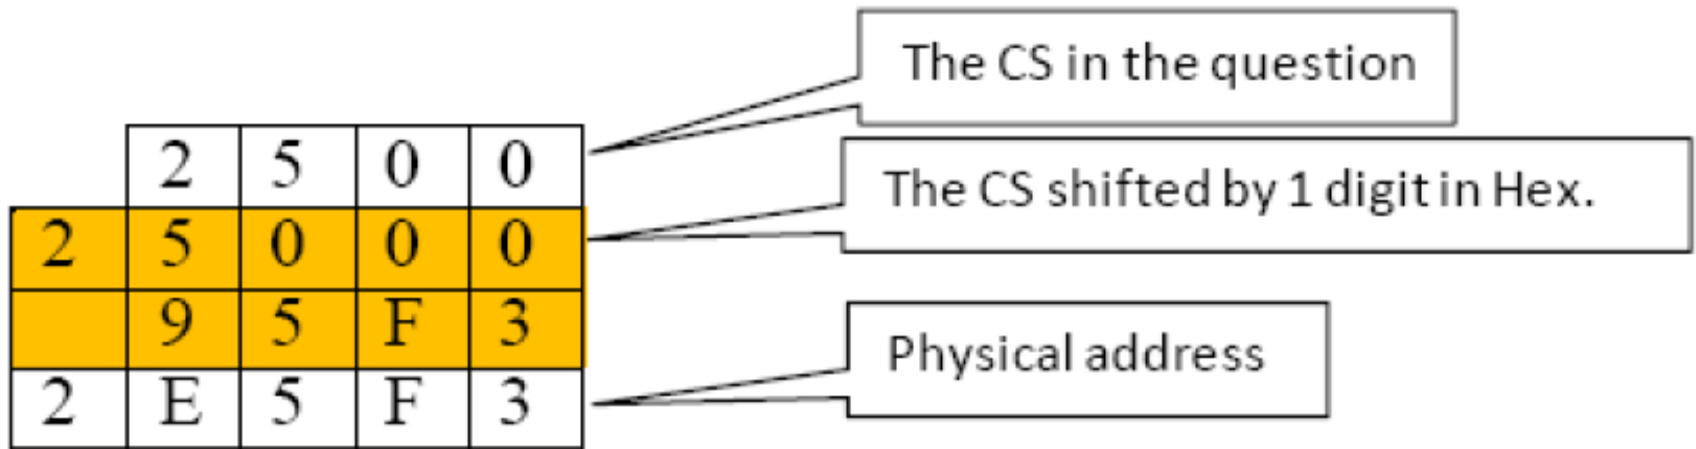 The CS in the question
2 5 0 0
The CS shifted by 1 digit in Hex.
2 5 0 0 0
9 5 F 3
Physical address
2 E 5 F 3